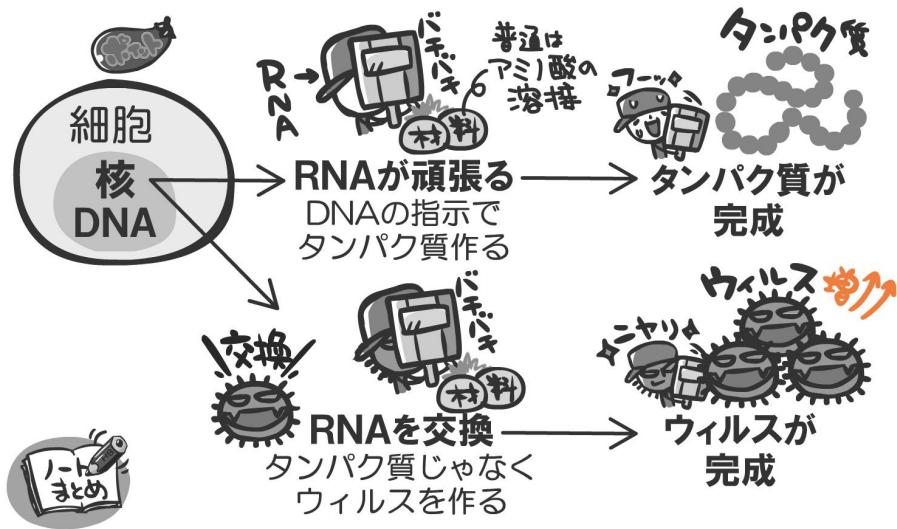 細胞
核
DNA
RNA
バチバチ
普通は
アミノ酸の
溶接
材料
RNAが頑張る
DNAの指示で
タンパク質作る
フーッ
タンパク質
タンパク質が
完成
交換
バチバチ
材料
RNAを交換
タンパク質じゃなく
ウィルスを作る
ニヤリ
ウィルス
増
ウィルスが
完成
ノート
まとめ